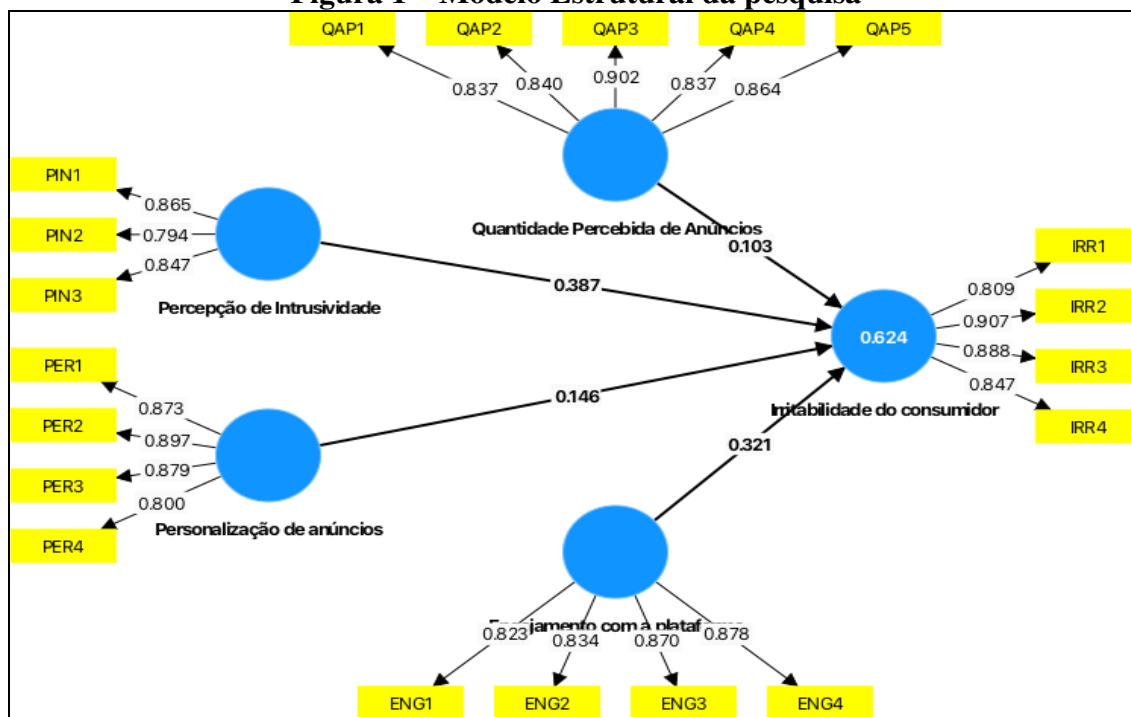 Figura 1 - Modelo Estrutural da pesquisa
QAP1 QAP2 QAP3 QAP4 QAP5
0.837 0.840 0.902 0.837 0.864
PIN1
0.865
PIN2
0.794
PIN3
0.847
Percepção de Intrusividade
Quantidade Percebida de Anúncios
0.103
0.387
PER1
0.873
PER2
0.897
PER3
0.879
PER4
0.800
Personalização de anúncios
0.146
0.624
Irritabilidade do consumidor
IRR1
0.809
IRR2
0.907
IRR3
0.888
IRR4
0.847
0.321
com a
0.823 0.834 0.870 0.878
ENG1 ENG2 ENG3 ENG4